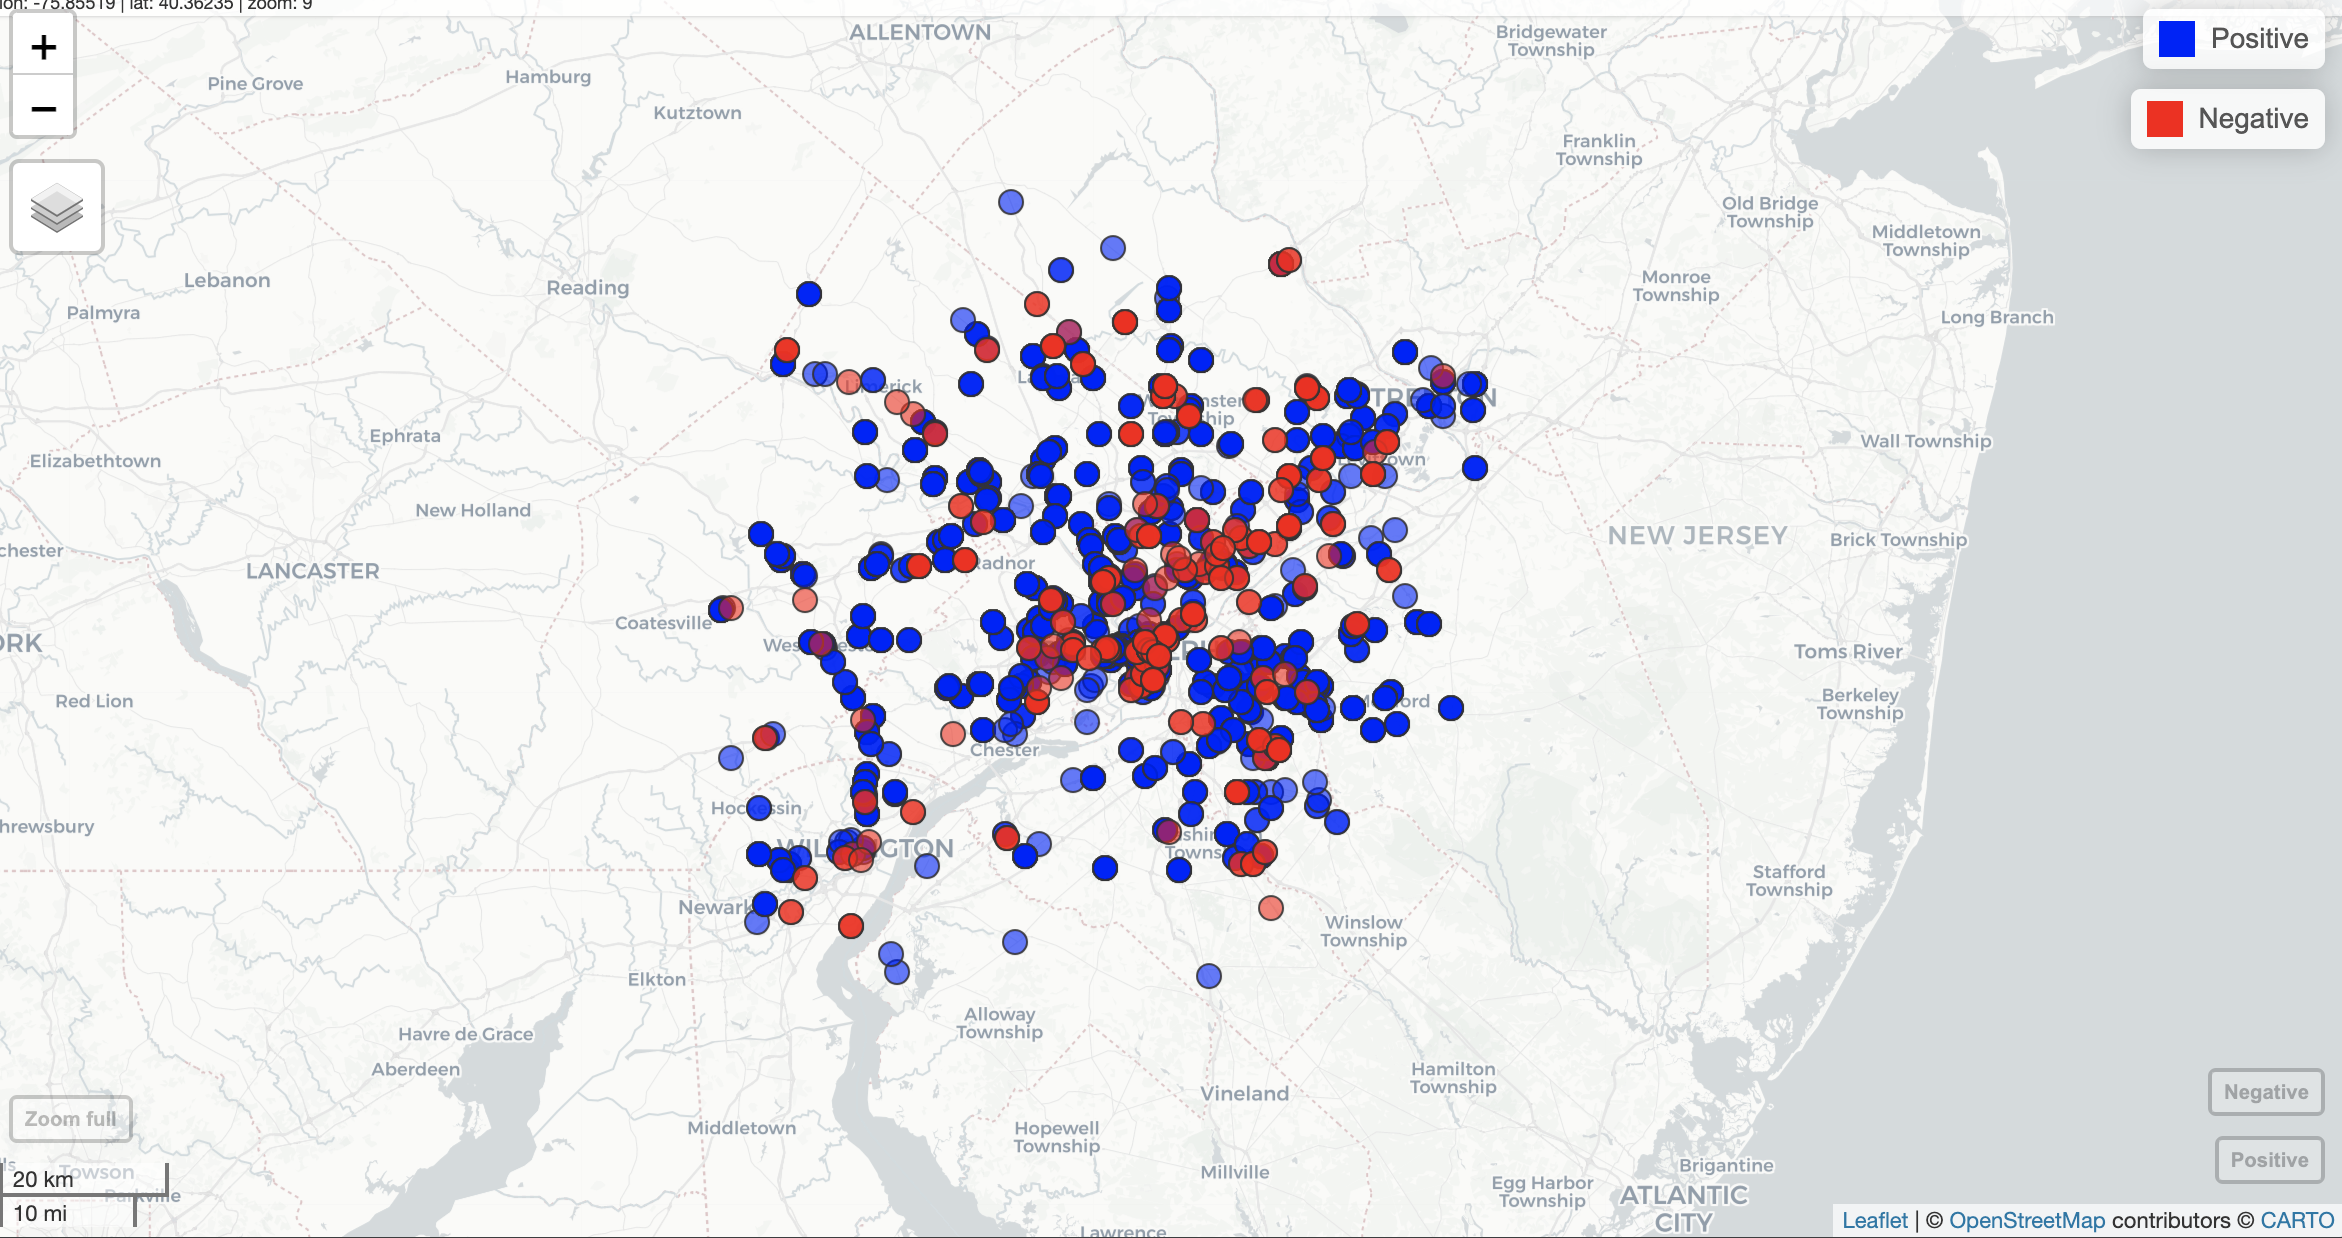 lon: -75.85519 | lat: 40.36235 | zoom: 9
+
−
Positive
Negative
ALLENTOWN
Bridgewater
Township
Pine Grove
Hamburg
Kutztown
Franklin
Township
Old Bridge
Township
Middletown
Township
Lebanon
Reading
Monroe
Township
Palmyra
Long Branch
Ephrata
Wall Township
Elizabethtown
New Holland
chester
NEW JERSEY
Brick Township
LANCASTER
Radnor
Coatesville
ORK
Toms River
Red Lion
Berkeley
Township
Chester
Hockessin
hrewsbury
WILMINGTON
Stafford
Township
Newark
Winslow
Township
Elkton
Alloway
Township
Havre de Grace
Aberdeen
Hamilton
Township
Vineland
Negative
Zoom full
Middletown
Hopewell
Township
Positive
Towson
Millville
Brigantine
20 km
Parkville
Egg Harbor
Township
ATLANTIC
CITY
10 mi
Lawrence
Leaflet | © OpenStreetMap contributors © CARTO